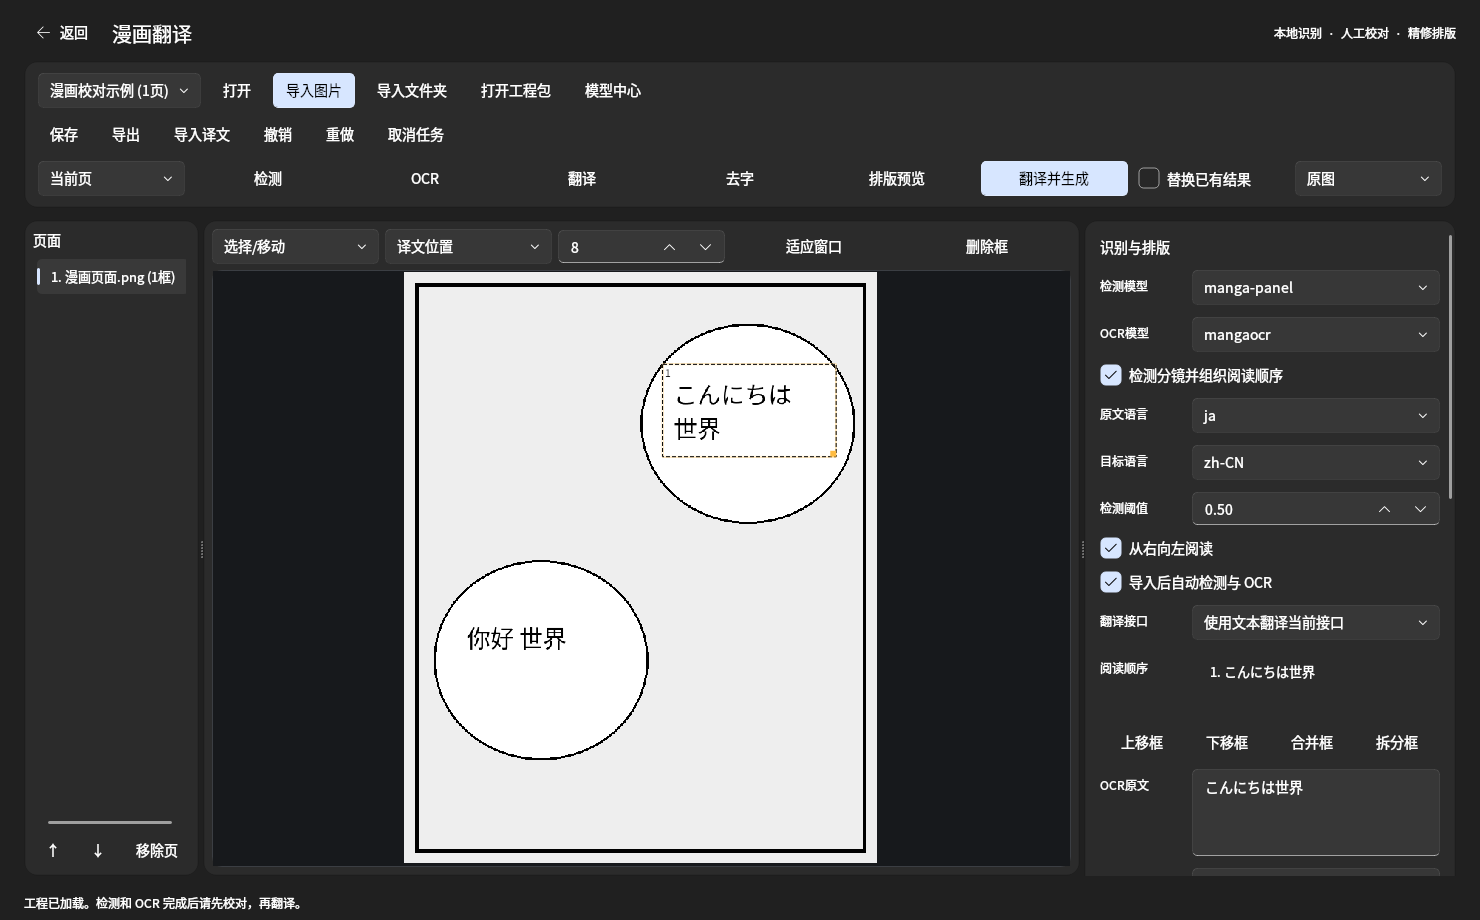 返回 漫画翻译
本地识别 · 人工校对 · 精修排版
漫画校对示例 (1页) 打开 导入图片 导入文件夹 打开工程包 模型中心
保存 导出 导入译文 撤销 重做 取消任务
当前页 检测 OCR 翻译 去字 排版预览 翻译并生成 替换已有结果 原图
页面
1. 漫画页面.png (1框)
↑ ↓ 移除页
选择/移动 译文位置 8 适应窗口 删除框
1
こんにちは
世界
你好 世界
识别与排版
检测模型 manga-panel
OCR模型 mangaocr
检测分镜并组织阅读顺序
原文语言 ja
目标语言 zh-CN
检测阈值 0.50
从右向左阅读
导入后自动检测与 OCR
翻译接口 使用文本翻译当前接口
阅读顺序 1. こんにちは世界
上移框 下移框 合并框 拆分框
OCR原文 こんにちは世界
工程已加载。检测和 OCR 完成后请先校对，再翻译。